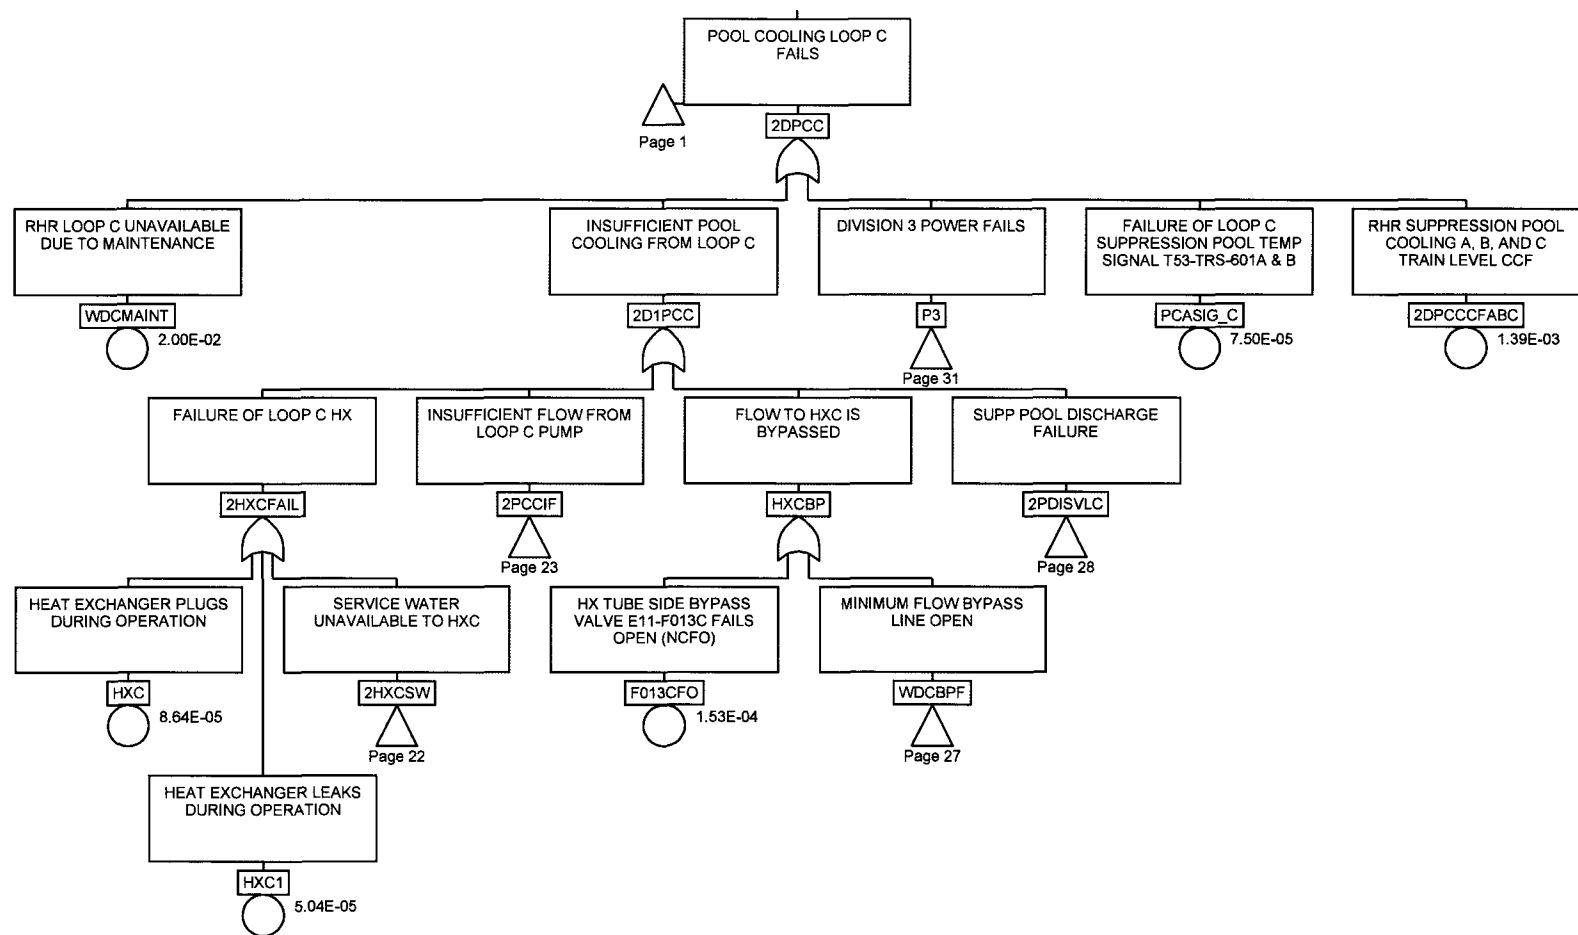 POOL COOLING LOOP C
FAILS
Page 1
2DPCC
RHR LOOP C UNAVAILABLE
DUE TO MAINTENANCE
WDCMAINT
2.00E-02
INSUFFICIENT POOL
COOLING FROM LOOP C
2D1PCC
DIVISION 3 POWER FAILS
P3
Page 31
FAILURE OF LOOP C
SUPPRESSION POOL TEMP
SIGNAL T53-TRS-601A & B
PCASIG_C
7.50E-05
RHR SUPPRESSION POOL
COOLING A, B, AND C
TRAIN LEVEL CCF
2DPCCCFABC
1.39E-03
FAILURE OF LOOP C HX
2HXCFAIL
INSUFFICIENT FLOW FROM
LOOP C PUMP
2PCCIF
Page 23
FLOW TO HXC IS
BYPASSED
HXCBP
SUPP POOL DISCHARGE
FAILURE
2PDISVLC
Page 28
HEAT EXCHANGER PLUGS
DURING OPERATION
HXC
8.64E-05
SERVICE WATER
UNAVAILABLE TO HXC
2HXCSW
Page 22
HX TUBE SIDE BYPASS
VALVE E11-F013C FAILS
OPEN (NCFO)
F013CFO
1.53E-04
MINIMUM FLOW BYPASS
LINE OPEN
WDCBPF
Page 27
HEAT EXCHANGER LEAKS
DURING OPERATION
HXC1
5.04E-05